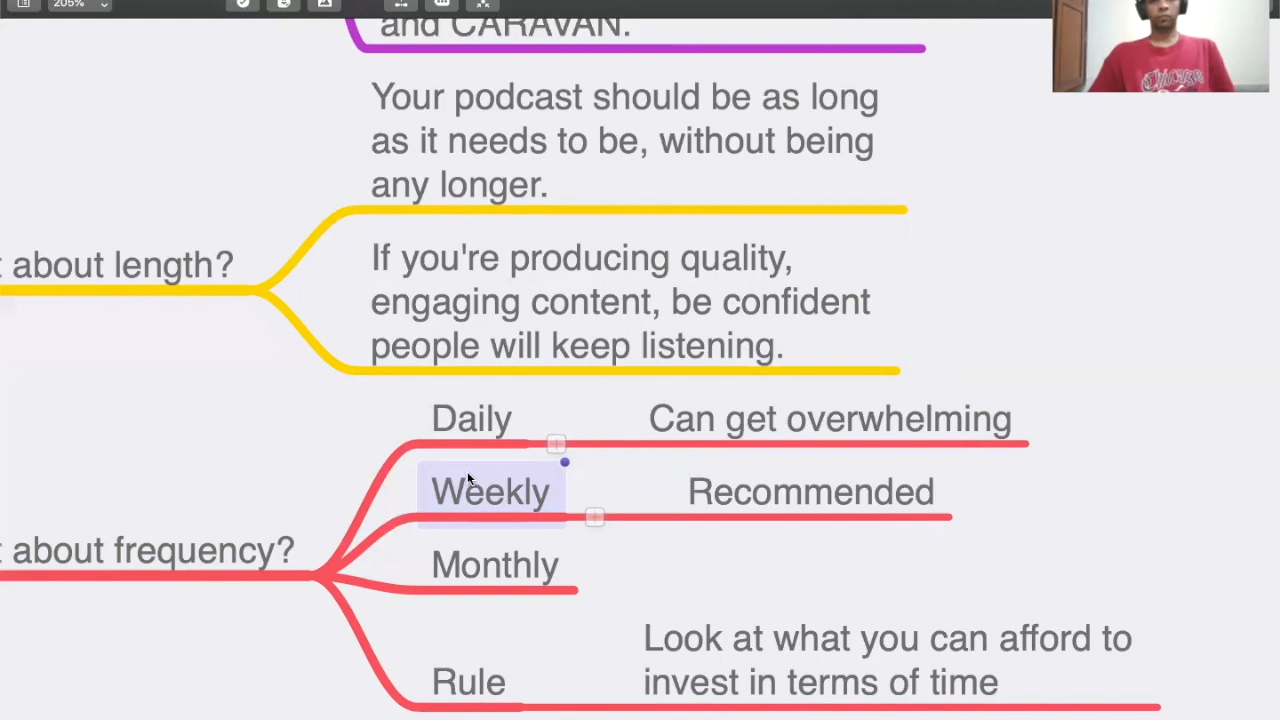 205%
and CARAVAN.
Your podcast should be as long
as it needs to be, without being
any longer.
about length?
If you're producing quality,
engaging content, be confident
people will keep listening.
Daily
Can get overwhelming
Weekly
Recommended
about frequency?
Monthly
Look at what you can afford to
invest in terms of time
Rule